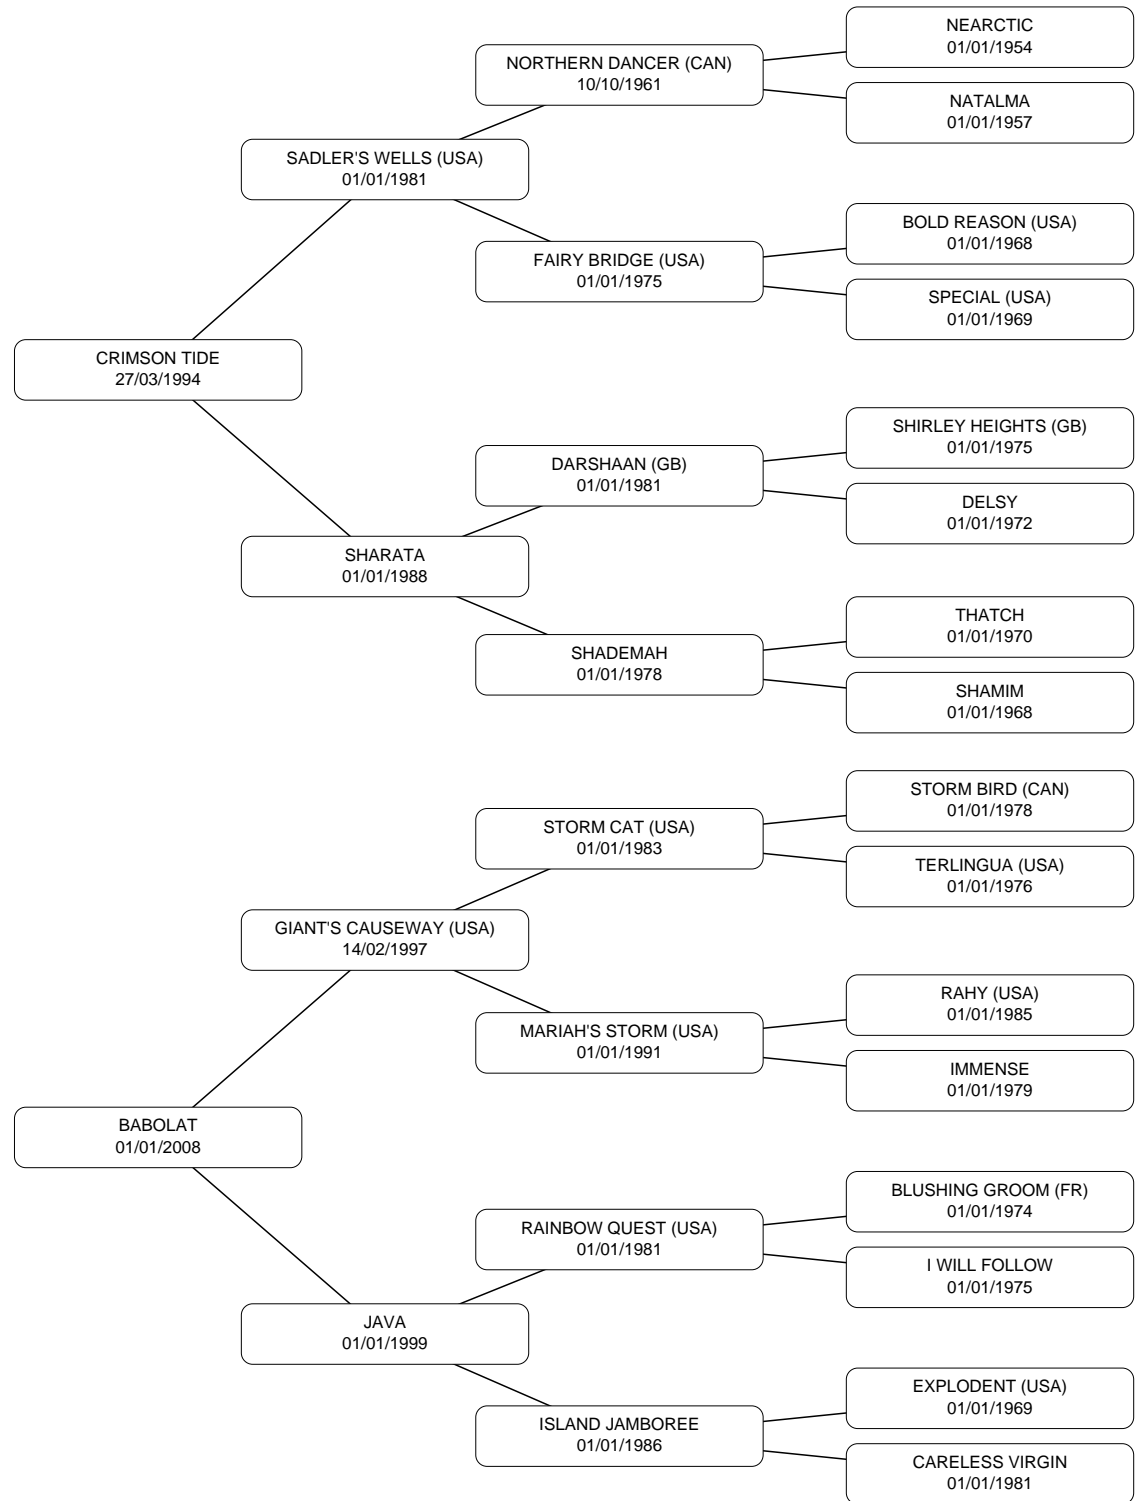 NEARCTIC
01/01/1954
NORTHERN DANCER (CAN)
10/10/1961
NATALMA
01/01/1957
SADLER'S WELLS (USA)
01/01/1981
BOLD REASON (USA)
01/01/1968
FAIRY BRIDGE (USA)
01/01/1975
SPECIAL (USA)
01/01/1969
CRIMSON TIDE
27/03/1994
SHIRLEY HEIGHTS (GB)
01/01/1975
DARSHAAN (GB)
01/01/1981
DELSY
01/01/1972
SHARATA
01/01/1988
THATCH
01/01/1970
SHADEMAH
01/01/1978
SHAMIM
01/01/1968
STORM BIRD (CAN)
01/01/1978
STORM CAT (USA)
01/01/1983
TERLINGUA (USA)
01/01/1976
GIANT'S CAUSEWAY (USA)
14/02/1997
RAHY (USA)
01/01/1985
MARIAH'S STORM (USA)
01/01/1991
IMMENSE
01/01/1979
BABOLAT
01/01/2008
BLUSHING GROOM (FR)
01/01/1974
RAINBOW QUEST (USA)
01/01/1981
I WILL FOLLOW
01/01/1975
JAVA
01/01/1999
EXPLODENT (USA)
01/01/1969
ISLAND JAMBOREE
01/01/1986
CARELESS VIRGIN
01/01/1981